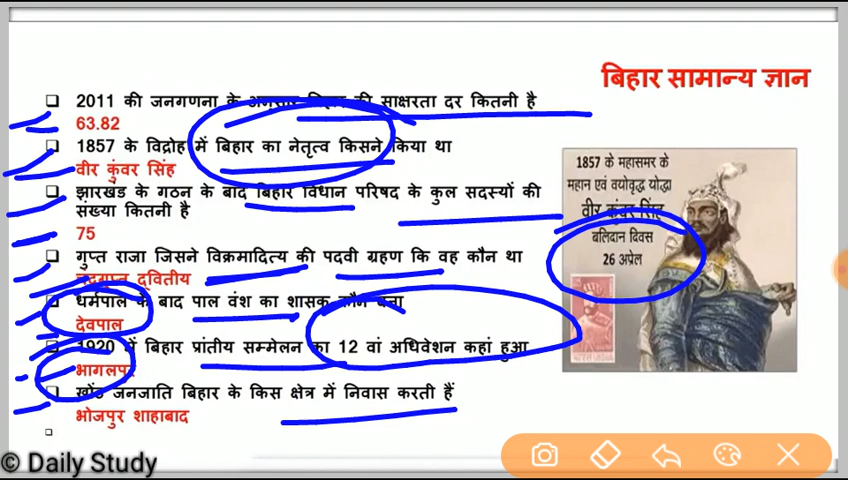 बिहार सामान्य ज्ञान
2011 की जनगणना के अनुसार बिहार की साक्षरता दर कितनी है
63.82
1857 के विद्रोह में बिहार का नेतृत्व किसने किया था
वीर कुंवर सिंह
झारखंड के गठन के बाद बिहार विधान परिषद के कुल सदस्यों की
संख्या कितनी है
75
गुप्त राजा जिसने विक्रमादित्य की पदवी ग्रहण कि वह कौन था
चंद्रगुप्त द्वितीय
धर्मपाल के बाद पाल वंश का शासक कौन बना
देवपाल
1920 में बिहार प्रांतीय सम्मेलन का 12 वां अधिवेशन कहां हुआ
भागलपुर
खोंड जनजाति बिहार के किस क्षेत्र में निवास करती हैं
भोजपुर शाहाबाद
1857 के महासमर के
महान एवं वयोवृद्ध योद्धा
वीर कुंवर सिंह
बलिदान दिवस
26 अप्रेल
© Daily Study